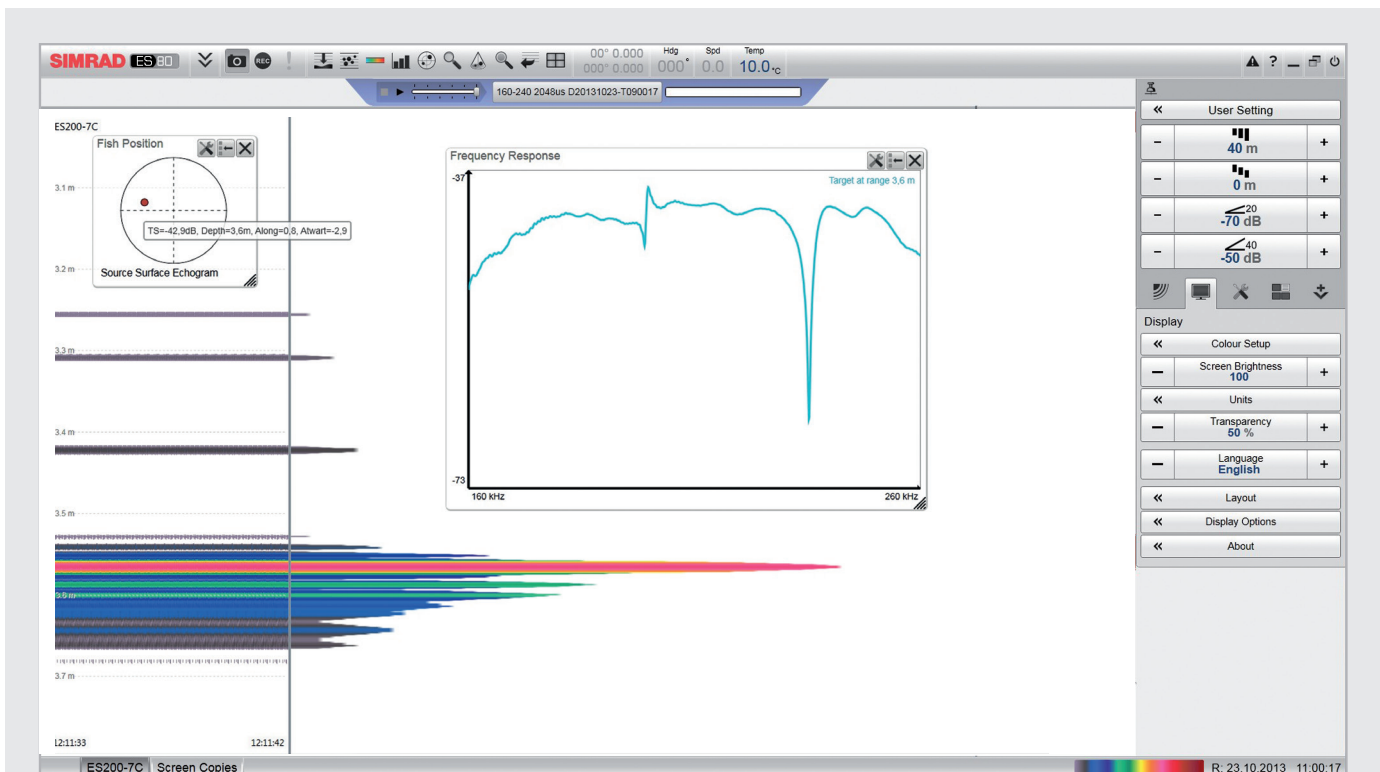 SIMRAD ES80
REC
00° 0.000
000° 0.000
Hdg
000°
Spd
0.0
Temp
10.0°C
160-240 2048us D20131023-T090017
ES200-7C
Fish Position
TS=-42,9dB, Depth=3,6m, Along=0,8, Atwart=-2,9
Source Surface Echogram
3.1 m
3.2 m
3.3 m
3.4 m
3.5 m
3.6 m
3.7 m
12:11:33
12:11:42
Frequency Response
Target at range 3,6 m
-37
-73
160 kHz
260 kHz
User Setting
- 40 m +
- 0 m +
20
- -70 dB +
40
- -50 dB +
Display
Colour Setup
Screen Brightness
- 100 +
Units
Transparency
- 50 % +
Language
- English +
Layout
Display Options
About
ES200-7C Screen Copies
R: 23.10.2013 11:00:17